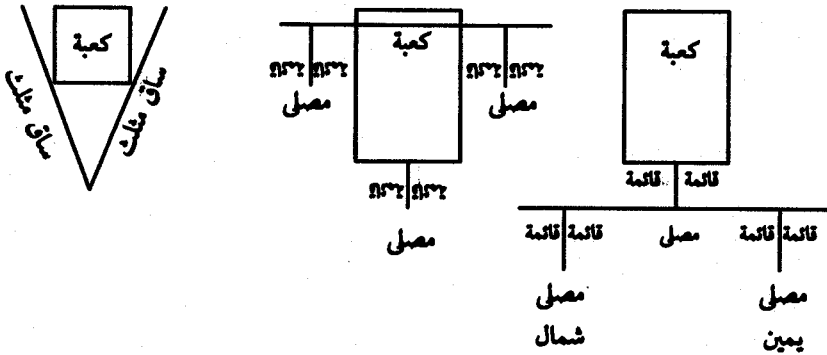 كعبة
قائمة قائمة
قائمة قائمة مصلى قائمة قائمة
مصلى مصلى
يمين شمال
كعبة
مصلى مصلى
مصلى
كعبة
ساق مثلث
ساق مثلث